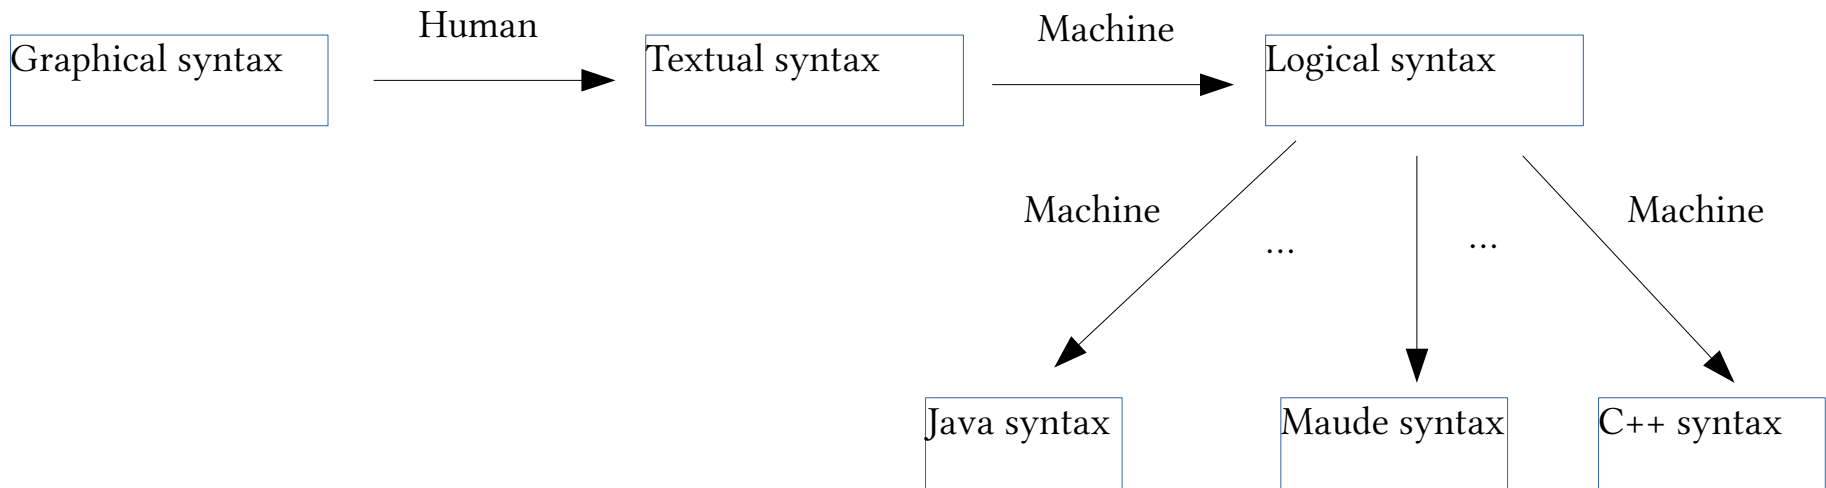 Human
Machine
Graphical syntax
Textual syntax
Logical syntax
Machine
Machine
...
...
Java syntax
Maude syntax
C++ syntax